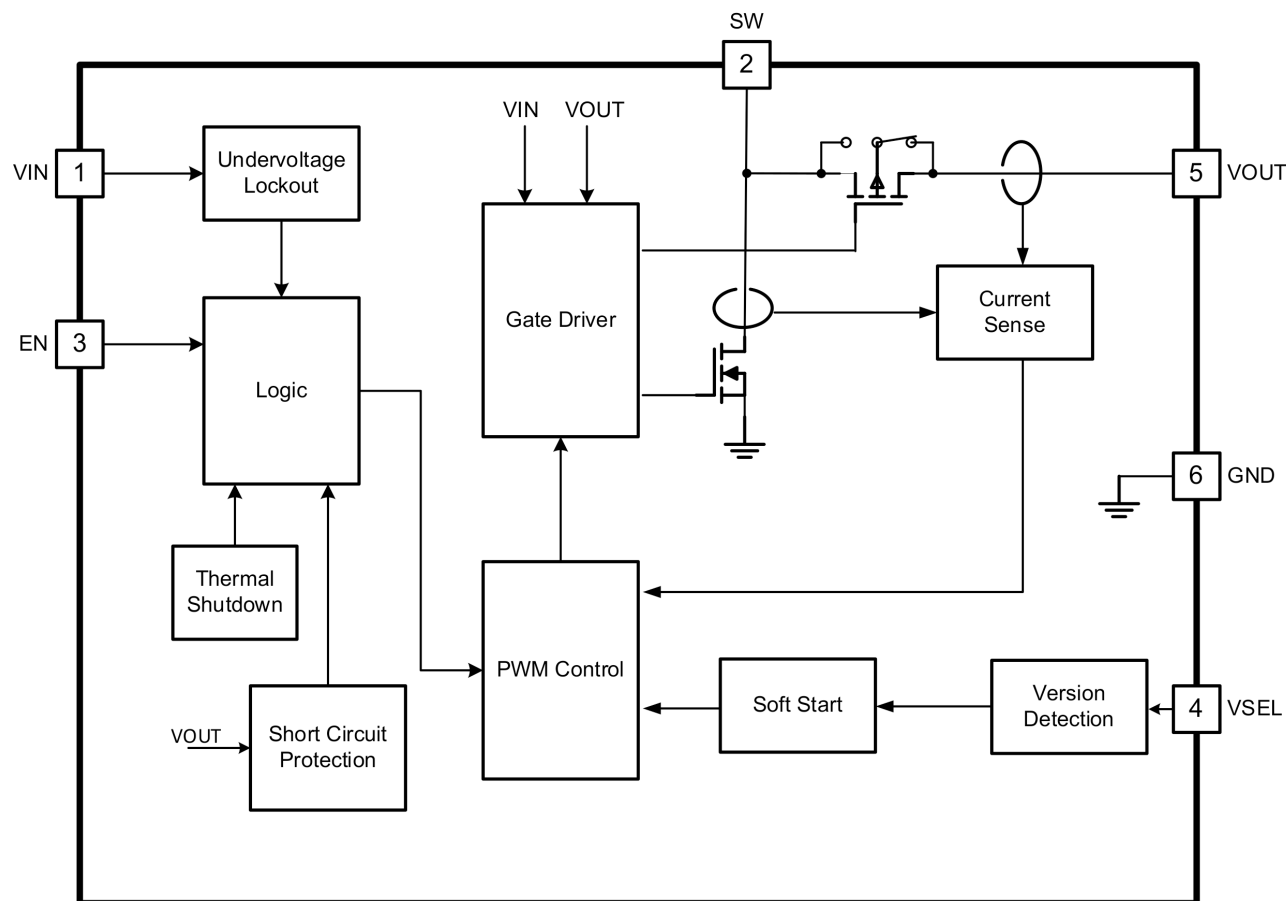 SW
2
VIN VOUT
VIN 1
Undervoltage
Lockout
5 VOUT
EN 3
Logic
Gate Driver
Current
Sense
6 GND
Thermal
Shutdown
PWM Control
Soft Start
Version
Detection
4 VSEL
VOUT
Short Circuit
Protection